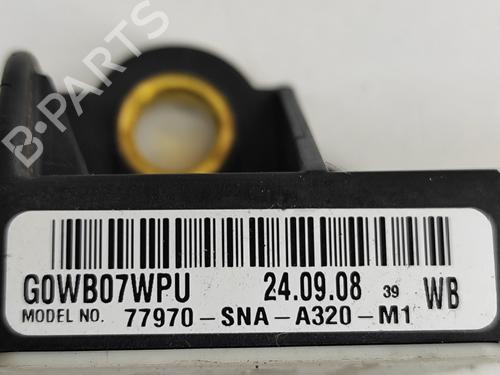 B-PARTS
G0WB07WPU 24.09.08 39 WB
MODEL NO. 77970-SNA-A320-M1